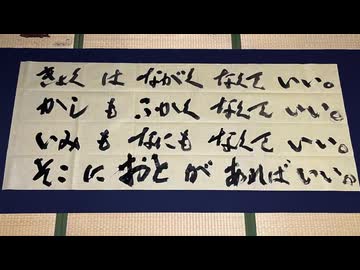 きょくは ながく なくて いい。
かしも ふかく なくて いい。
いみも なにも なくて いい。
そこに おとが あれば いい。